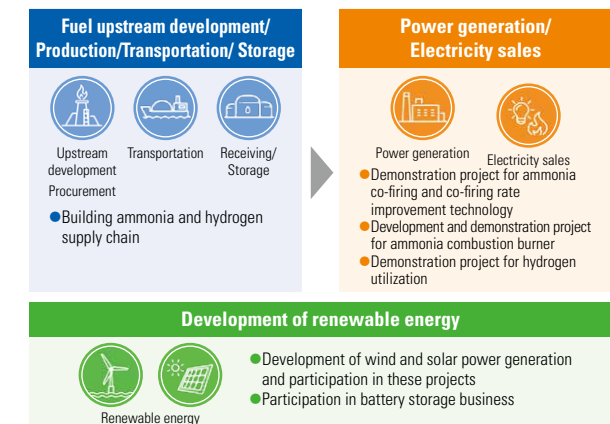 Fuel upstream development/
Production/Transportation/ Storage
Upstream
development
Procurement
Transportation
Receiving/
Storage
●Building ammonia and hydrogen
supply chain
Power generation/
Electricity sales
Power generation
Electricity sales
●Demonstration project for ammonia
co-firing and co-firing rate
improvement technology
●Development and demonstration project
for ammonia combustion burner
●Demonstration project for hydrogen
utilization
Development of renewable energy
Renewable energy
●Development of wind and solar power generation
and participation in these projects
●Participation in battery storage business